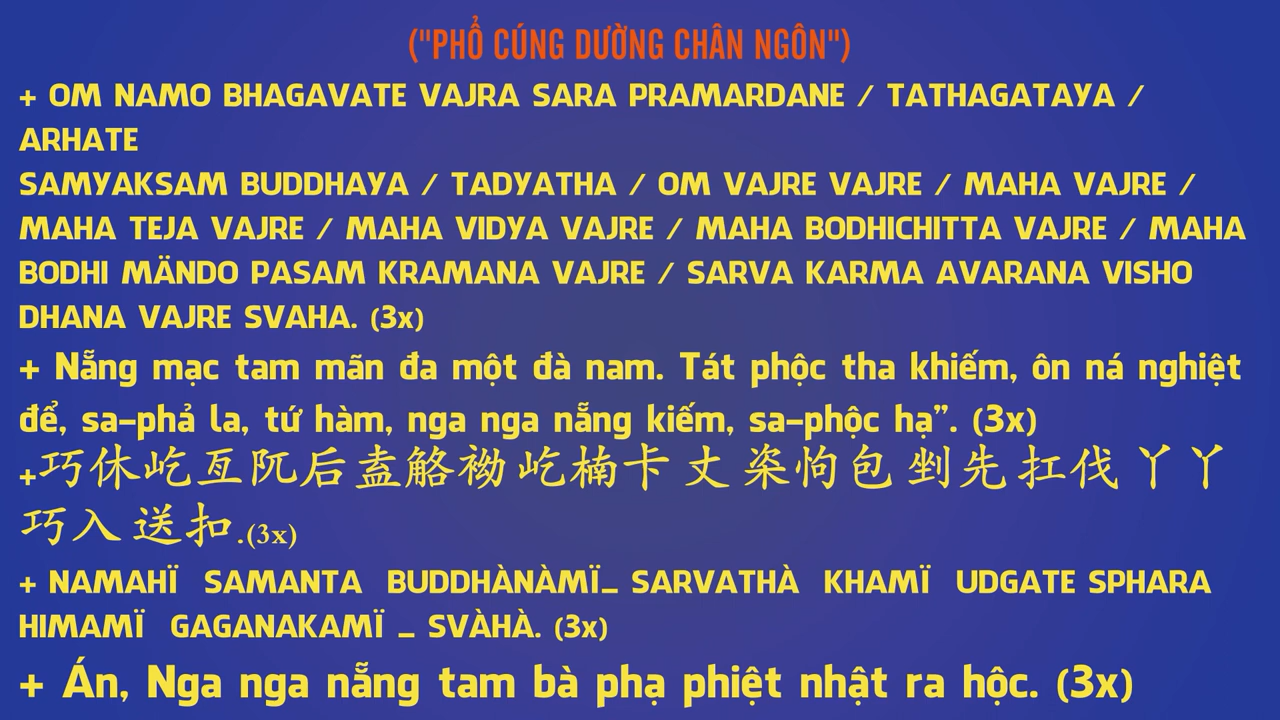 ("PHỔ CÚNG DƯỜNG CHÂN NGÔN")
+ OM NAMO BHAGAVATE VAJRA SARA PRAMARDANE / TATHAGATAYA /
ARHATE
SAMYAKSAM BUDDHAYA / TADYATHA / OM VAJRE VAJRE / MAHA VAJRE /
MAHA TEJA VAJRE / MAHA VIDYA VAJRE / MAHA BODHICHITTA VAJRE / MAHA
BODHI MÄNDO PASAM KRAMANA VAJRE / SARVA KARMA AVARANA VISHO
DHANA VAJRE SVAHA. (3x)
+ Nẵng mạc tam mãn đa một đà nam. Tát phộc tha khiếm, ôn ná nghiệt
để, sa-phả la, tứ hàm, nga nga nẵng kiếm, sa-phộc hạ”. (3x)
+巧休屹亙阢后盍觡袎 屹楠卡 丈 柒怐包 剉先 扛伐 丫丫
巧入 送扣.(3x)
+ NAMAHÏ SAMANTA BUDDHÀNÀMÏ_ SARVATHÀ KHAMÏ UDGATE SPHARA
HIMAMÏ GAGANAKAMÏ _ SVÀHÀ. (3x)
+ Án, Nga nga nẵng tam bà phạ phiệt nhật ra hộc. (3x)